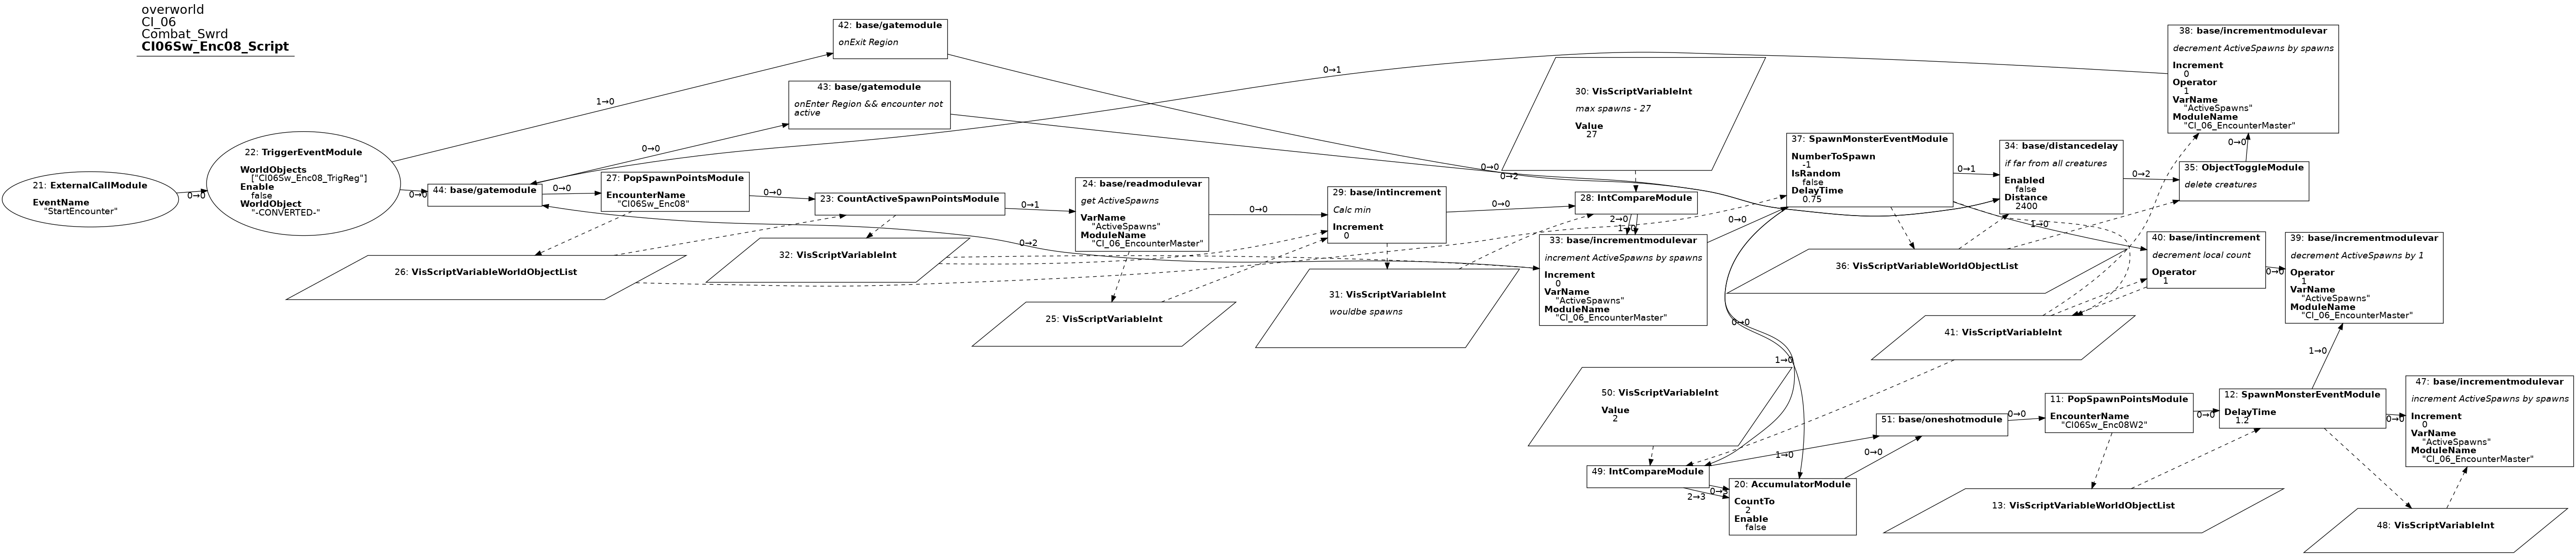 overworld
CI_06
Combat_Swrd
CI06Sw_Enc08_Script
21: ExternalCallModule
EventName
"StartEncounter"
0→0
22: TriggerEventModule
WorldObjects
["CI06Sw_Enc08_TrigReg"]
Enable
false
WorldObject
"-CONVERTED-"
1→0
0→0
42: base/gatemodule
onExit Region
43: base/gatemodule
onEnter Region && encounter not
active
0→0
44: base/gatemodule
0→0
27: PopSpawnPointsModule
EncounterName
"CI06Sw_Enc08"
0→0
23: CountActiveSpawnPointsModule
0→1
26: VisScriptVariableWorldObjectList
32: VisScriptVariableInt
24: base/readmodulevar
get ActiveSpawns
VarName
"ActiveSpawns"
ModuleName
"CI_06_EncounterMaster"
0→0
0→2
25: VisScriptVariableInt
29: base/intincrement
Calc min
Increment
0
0→0
0→1
31: VisScriptVariableInt
wouldbe spawns
30: VisScriptVariableInt
max spawns - 27
Value
27
0→0
0→2
28: IntCompareModule
2→0
1→0
33: base/incrementmodulevar
increment ActiveSpawns by spawns
Increment
0
VarName
"ActiveSpawns"
ModuleName
"CI_06_EncounterMaster"
0→0
37: SpawnMonsterEventModule
NumberToSpawn
-1
IsRandom
false
DelayTime
0.75
0→1
1→0
0→0
1→0
34: base/distancedelay
if far from all creatures
Enabled
false
Distance
2400
0→2
35: ObjectToggleModule
delete creatures
0→0
38: base/incrementmodulevar
decrement ActiveSpawns by spawns
Increment
0
Operator
1
VarName
"ActiveSpawns"
ModuleName
"CI_06_EncounterMaster"
36: VisScriptVariableWorldObjectList
40: base/intincrement
decrement local count
Operator
1
0→0
39: base/incrementmodulevar
decrement ActiveSpawns by 1
Operator
1
VarName
"ActiveSpawns"
ModuleName
"CI_06_EncounterMaster"
41: VisScriptVariableInt
1→0
50: VisScriptVariableInt
Value
2
49: IntCompareModule
1→0
0→3
2→3
20: AccumulatorModule
CountTo
2
Enable
false
0→0
51: base/oneshotmodule
0→0
11: PopSpawnPointsModule
EncounterName
"CI06Sw_Enc08W2"
0→0
12: SpawnMonsterEventModule
DelayTime
1.2
0→0
47: base/incrementmodulevar
increment ActiveSpawns by spawns
Increment
0
VarName
"ActiveSpawns"
ModuleName
"CI_06_EncounterMaster"
13: VisScriptVariableWorldObjectList
48: VisScriptVariableInt